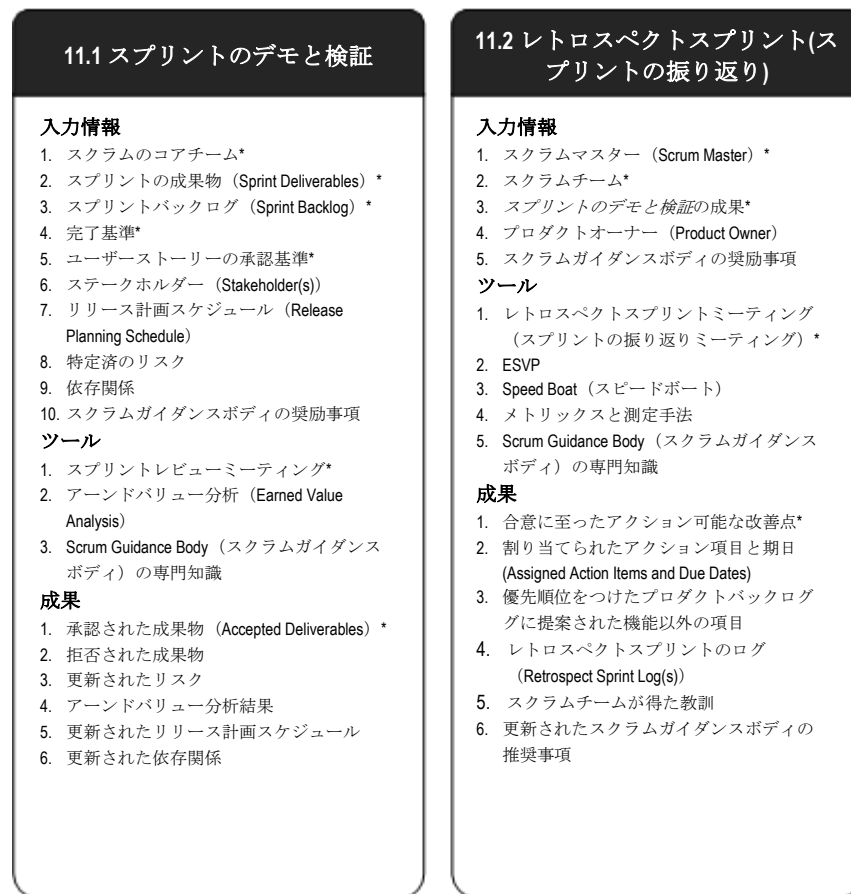 11.1 スプリントのデモと検証
入力情報
1. スクラムのコアチーム*
2. スプリントの成果物（Sprint Deliverables）*
3. スプリントバックログ（Sprint Backlog）*
4. 完了基準*
5. ユーザーストーリーの承認基準*
6. ステークホルダー（Stakeholder(s)）
7. リリース計画スケジュール（Release
Planning Schedule）
8. 特定済のリスク
9. 依存関係
10. スクラムガイダンスボディの奨励事項
ツール
1. スプリントレビューミーティング*
2. アーンドバリュー分析（Earned Value
Analysis）
3. Scrum Guidance Body（スクラムガイダンス
ボディ）の専門知識
成果
1. 承認された成果物（Accepted Deliverables）*
2. 拒否された成果物
3. 更新されたリスク
4. アーンドバリュー分析結果
5. 更新されたリリース計画スケジュール
6. 更新された依存関係
11.2 レトロスペクトスプリント(ス
プリントの振り返り)
入力情報
1. スクラムマスター（Scrum Master）*
2. スクラムチーム*
3. スプリントのデモと検証の成果*
4. プロダクトオーナー（Product Owner）
5. スクラムガイダンスボディの奨励事項
ツール
1. レトロスペクトスプリントミーティング
（スプリントの振り返りミーティング）*
2. ESVP
3. Speed Boat（スピードボート）
4. メトリックスと測定手法
5. Scrum Guidance Body（スクラムガイダンス
ボディ）の専門知識
成果
1. 合意に至ったアクション可能な改善点*
2. 割り当てられたアクション項目と期日
(Assigned Action Items and Due Dates)
3. 優先順位をつけたプロダクトバックログ
グに提案された機能以外の項目
4. レトロスペクトスプリントのログ
（Retrospect Sprint Log(s)）
5. スクラムチームが得た教訓
6. 更新されたスクラムガイダンスボディの
推奨事項